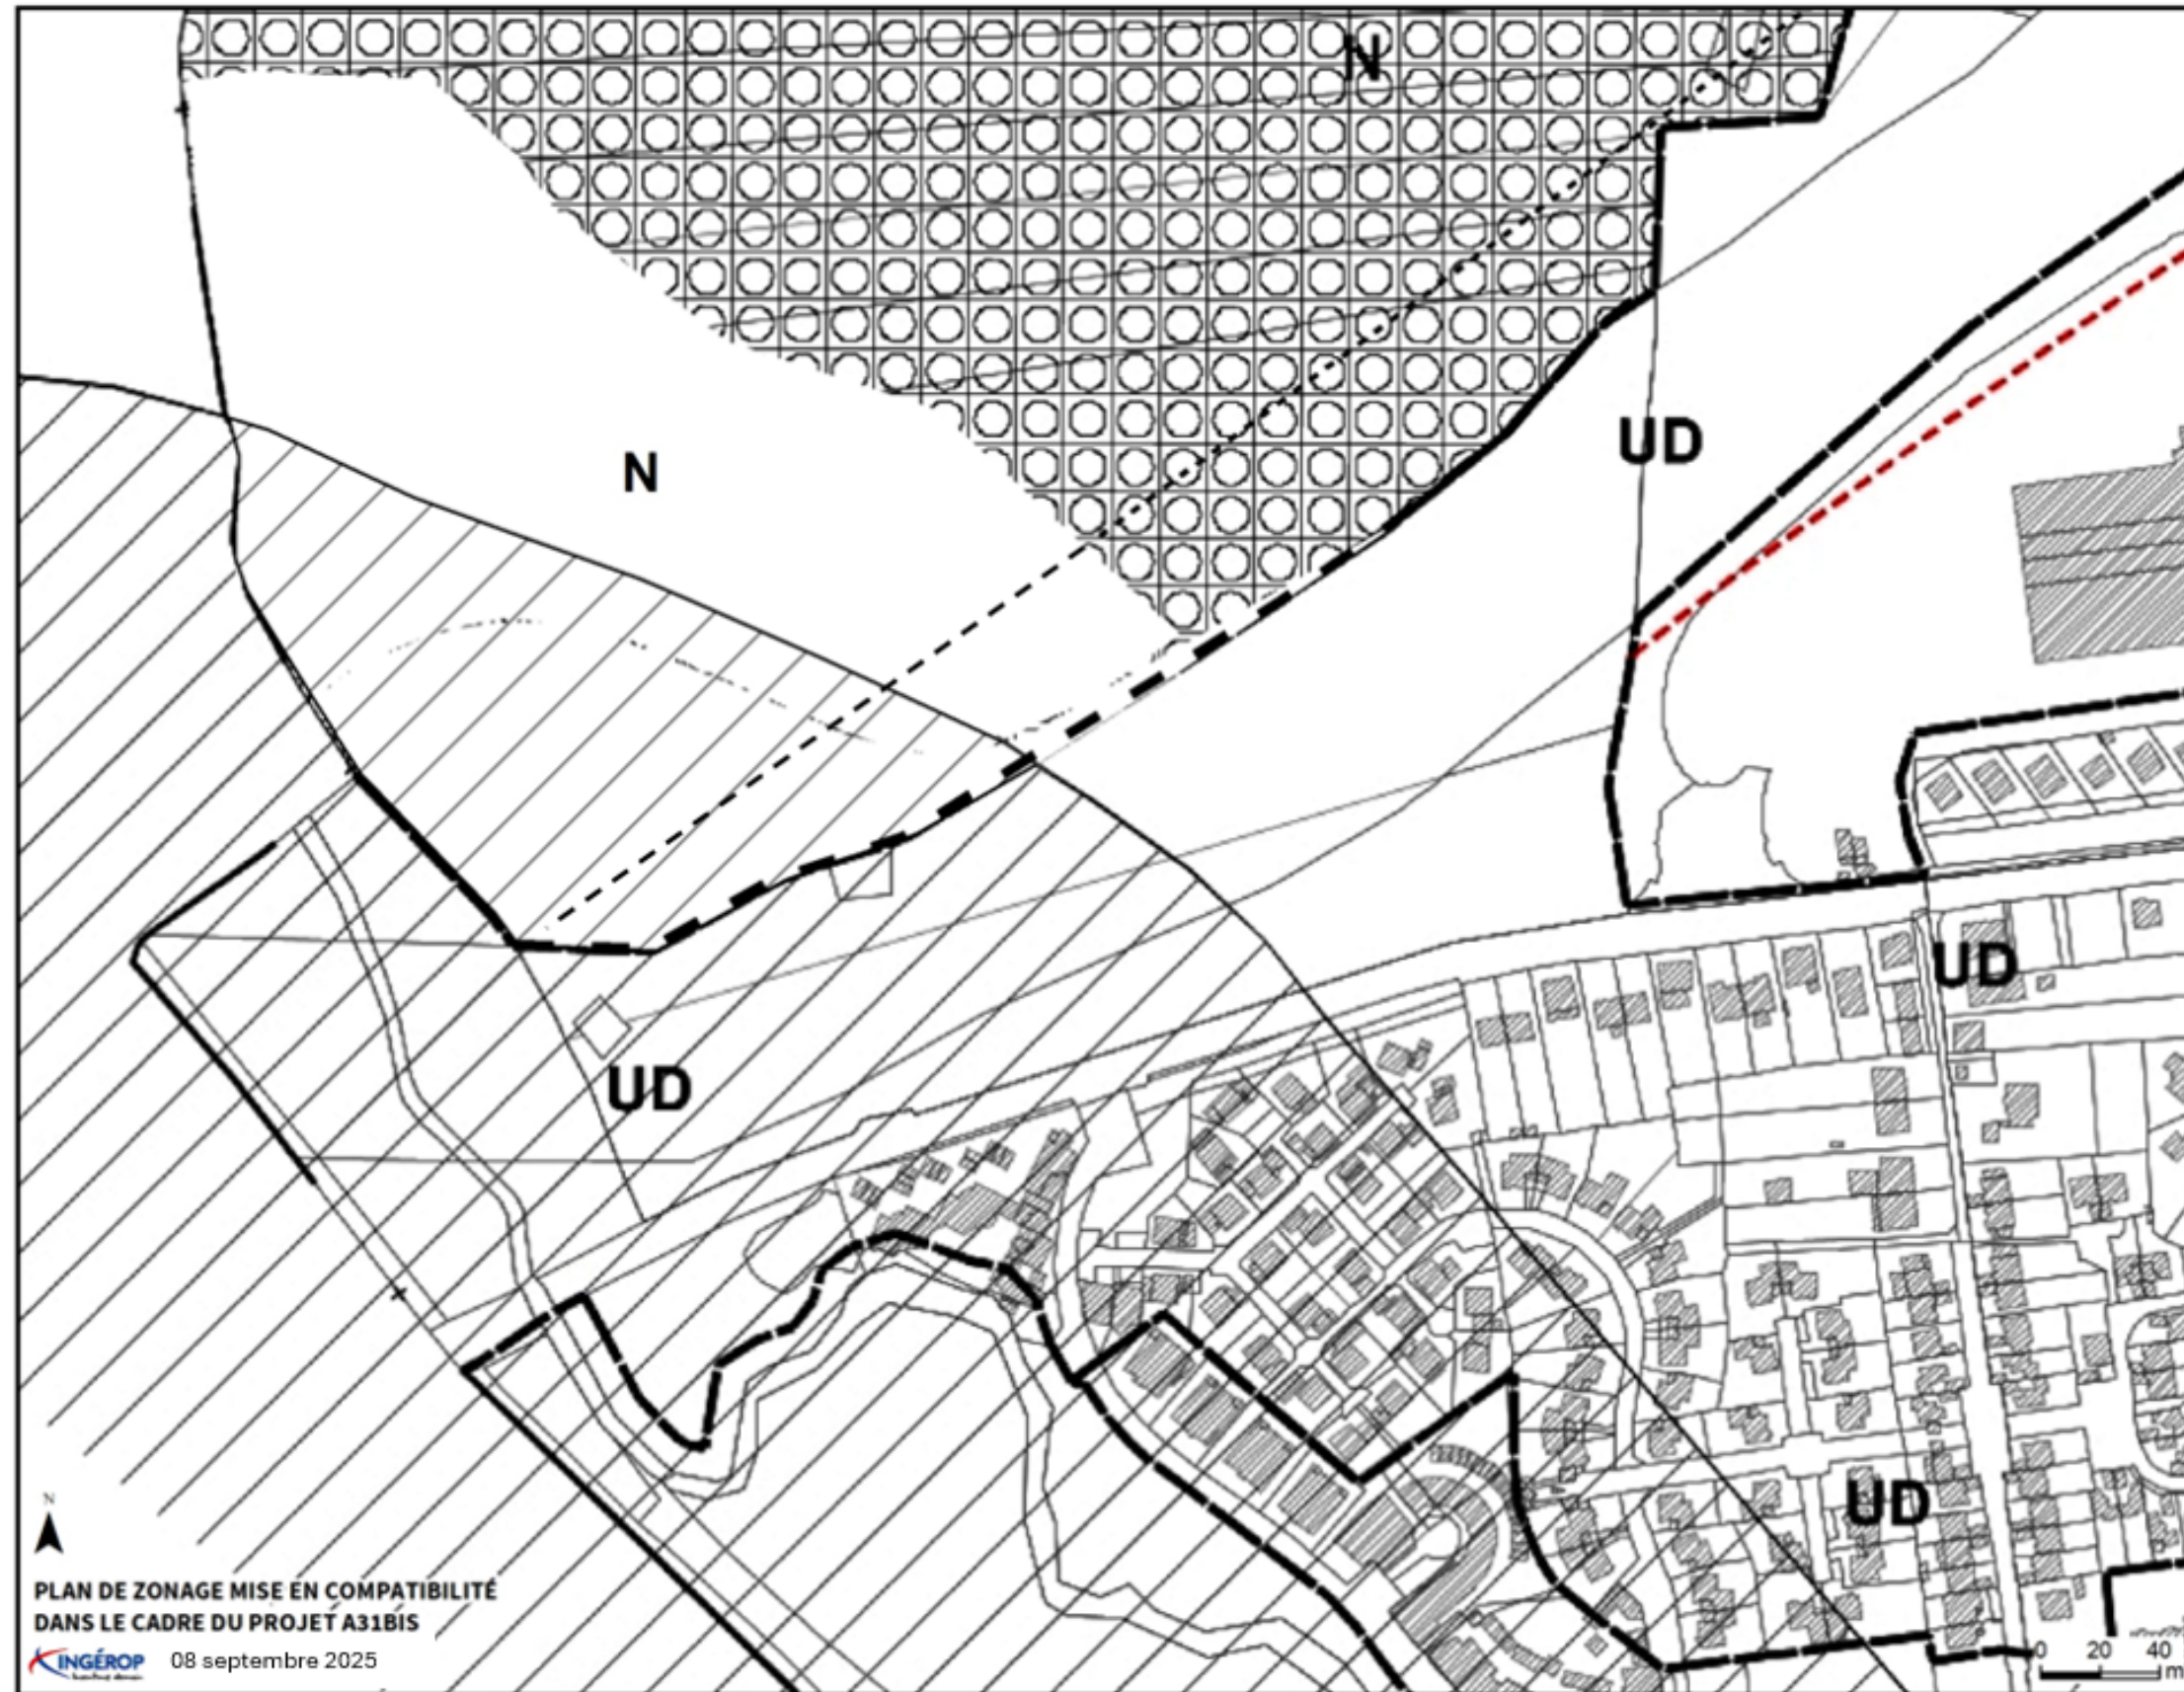 N
N
UD
UD
UD
UD
N
PLAN DE ZONAGE MISE EN COMPATIBILITÉ
DANS LE CADRE DU PROJET A31BIS
INGÉROP
08 septembre 2025
0 20 40
m